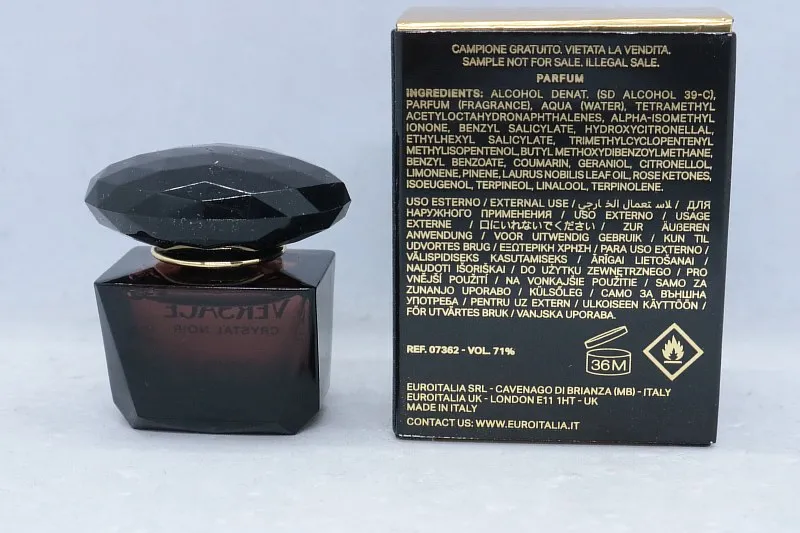 VERSACE
CRYSTAL NOIR
CAMPIONE GRATUITO. VIETATA LA VENDITA.
SAMPLE NOT FOR SALE. ILLEGAL SALE.
PARFUM
INGREDIENTS: ALCOHOL DENAT. (SD ALCOHOL 39-C),
PARFUM (FRAGRANCE), AQUA (WATER), TETRAMETHYL
ACETYLOCTAHYDRONAPHTHALENES, ALPHA-ISOMETHYL
IONONE, BENZYL SALICYLATE, HYDROXYCITRONELLAL,
ETHYLHEXYL SALICYLATE, TRIMETHYLCYCLOPENTENYL
METHYLISOPENTENOL, BUTYL METHOXYDIBENZOYLMETHANE,
BENZYL BENZOATE, COUMARIN, GERANIOL, CITRONELLOL,
LIMONENE, PINENE, LAURUS NOBILIS LEAF OIL, ROSE KETONES,
ISOEUGENOL, TERPINEOL, LINALOOL, TERPINOLENE.
USO ESTERNO / EXTERNAL USE / للاستعمال الخارجي / ДЛЯ
НАРУЖНОГО ПРИМЕНЕНИЯ / USO EXTERNO / USAGE
EXTERNE / 口にいれないでください / ZUR ÄUßEREN
ANWENDUNG / VOOR UITWENDIG GEBRUIK / KUN TIL
UDVORTES BRUG / ΕΞΩΤΕΡΙΚΗ ΧΡΗΣΗ / PARA USO EXTERNO /
VÄLISPIDISEKS KASUTAMISEKS / ĀRĪGAI LIETOŠANAI /
NAUDOTI IŠORIŠKAI / DO UŻYTKU ZEWNĘTRZNEGO / PRO
VNĚJŠÍ POUŽITÍ / NA VONKAJŠIE POUŽITIE / SAMO ZA
ZUNANJO UPORABO / KÜLSŐLEG / САМО ЗА ВЪНШНА
УПОТРЕБА / PENTRU UZ EXTERN / ULKOISEEN KÄYTTÖÖN /
FÖR UTVÄRTES BRUK / VANJSKA UPORABA.
REF. 07362 - VOL. 71%
36M
EUROITALIA SRL - CAVENAGO DI BRIANZA (MB) - ITALY
EUROITALIA UK - LONDON E11 1HT - UK
MADE IN ITALY
CONTACT US: WWW.EUROITALIA.IT